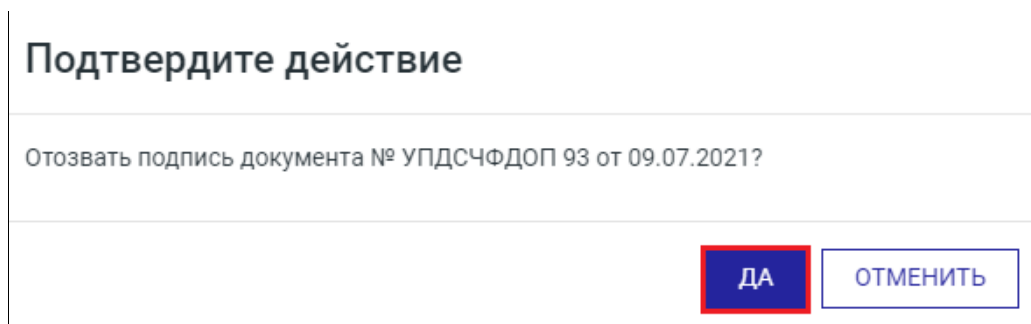 Подтвердите действие
Отозвать подпись документа № УПДСЧФДОП 93 от 09.07.2021?
ДА
ОТМЕНИТЬ